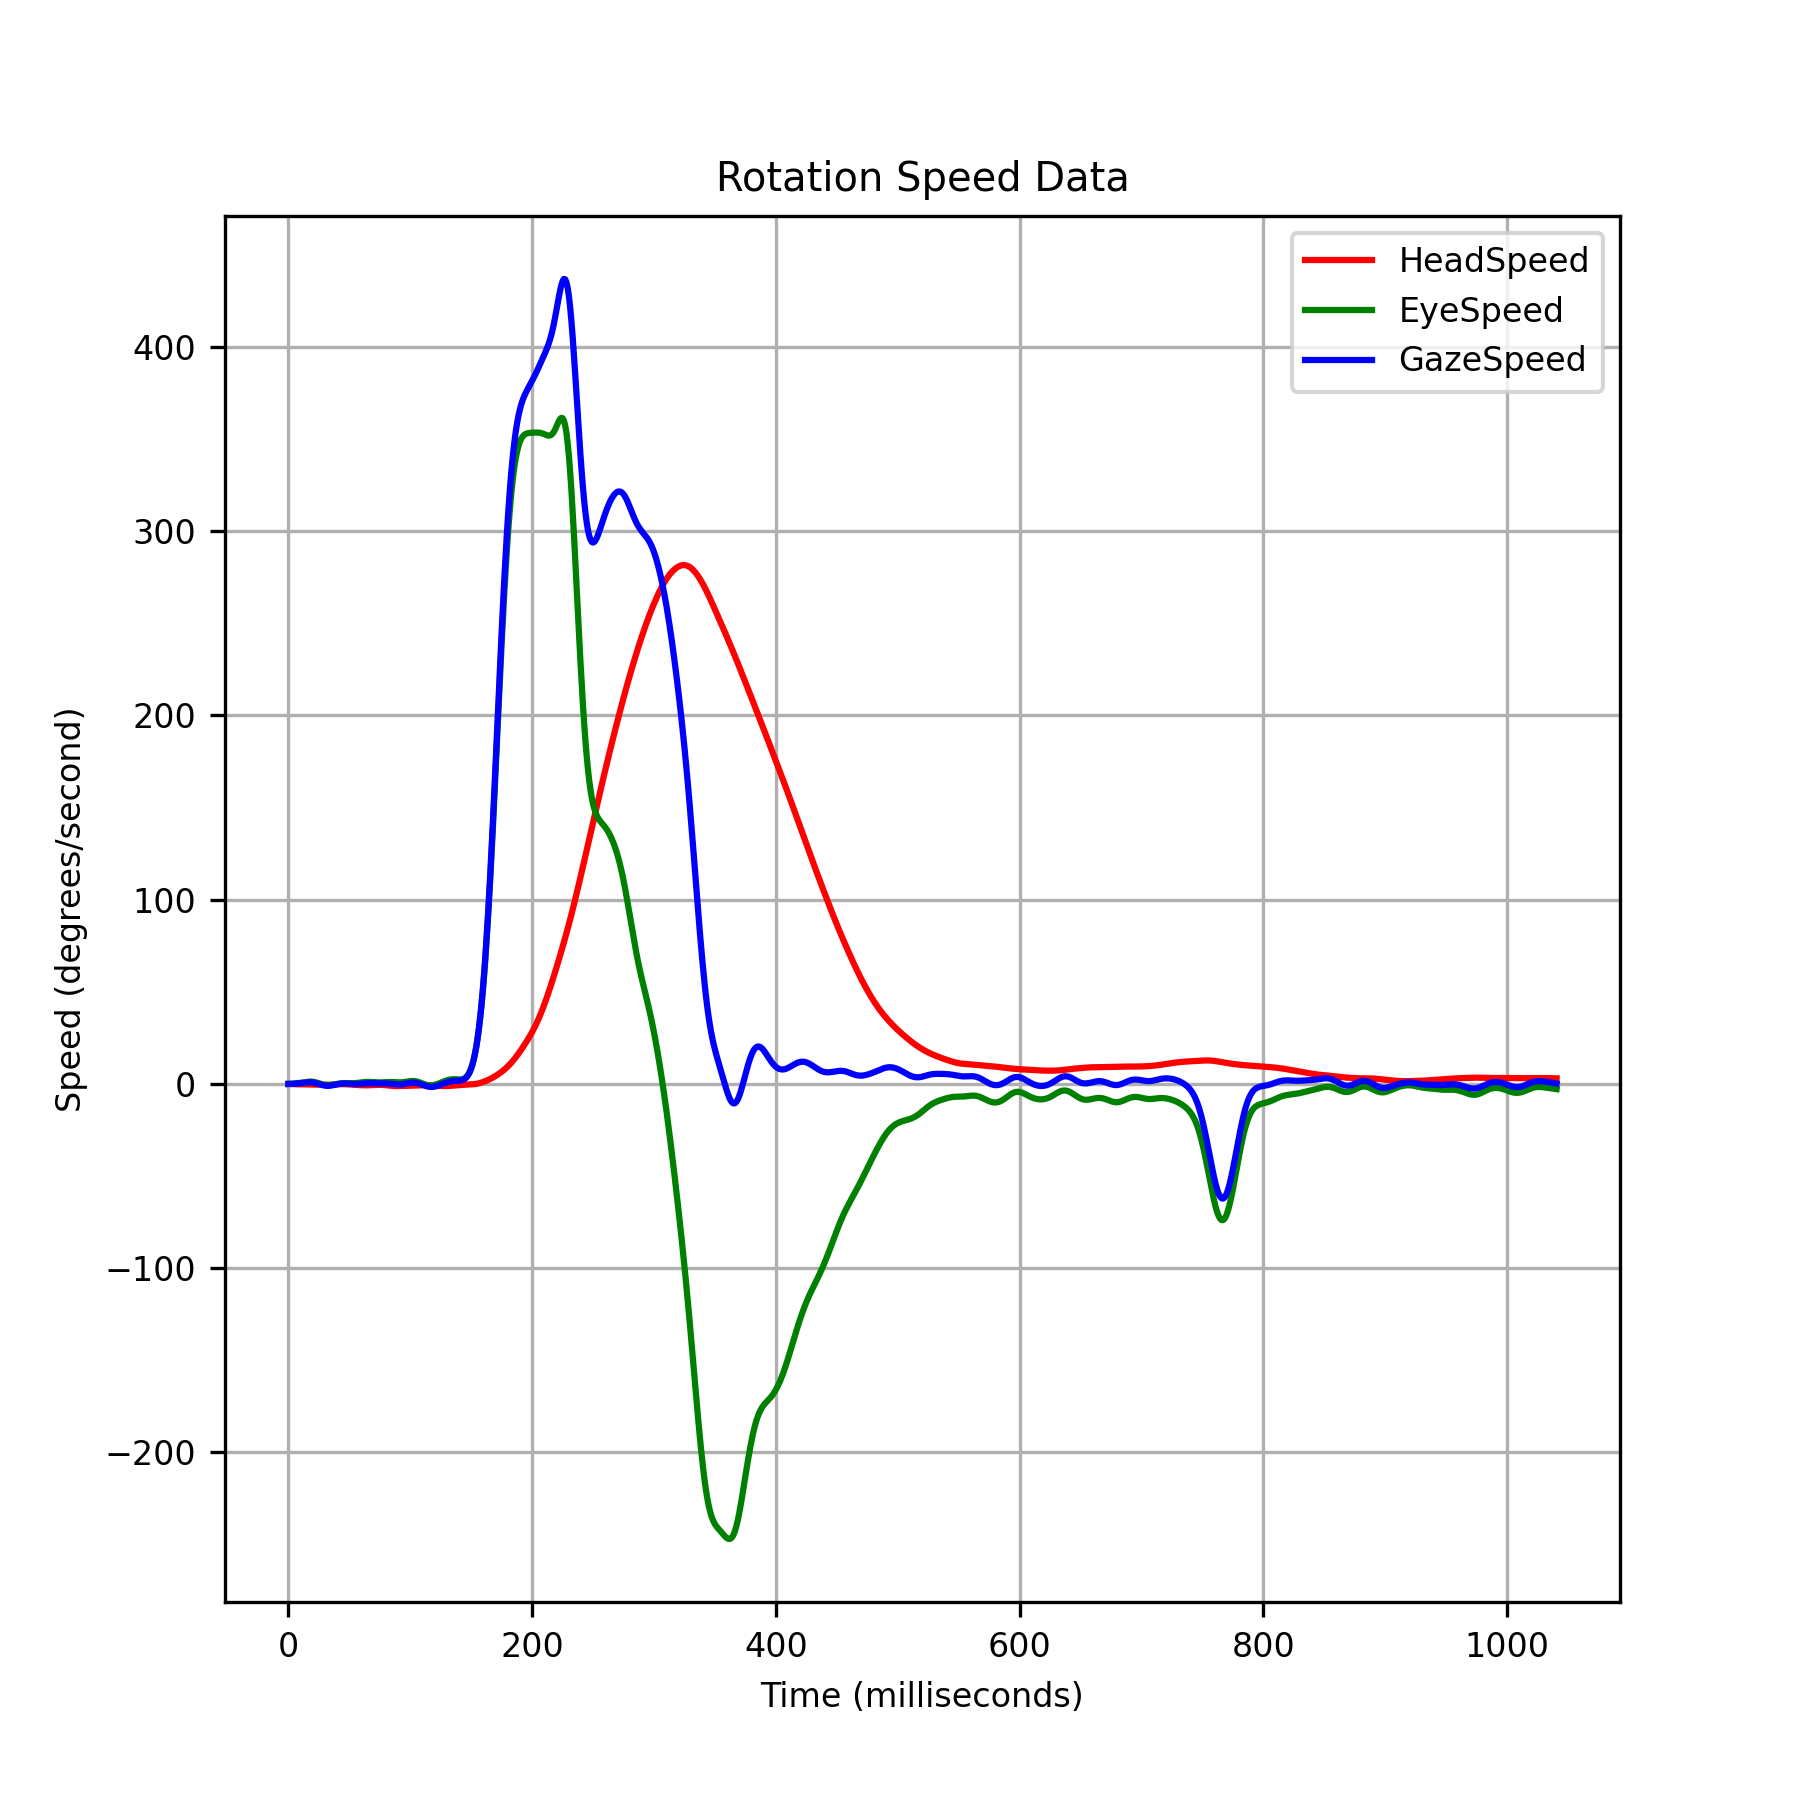 Rotation Speed Data
HeadSpeed
EyeSpeed
GazeSpeed
400
300
200
100
0
−100
−200
Speed (degrees/second)
0 200 400 600 800 1000
Time (milliseconds)